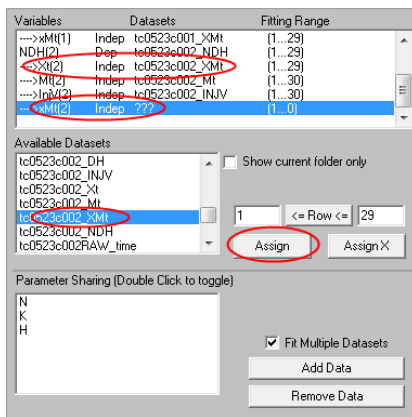 Variables Datasets Fitting Range
--->xMt(1) Indep tc0523c001_XMt (1...29)
NDH(2) Dep tc0523c002_NDH (1...29)
--->Xt(2) Indep tc0523c002_XMt (1...29)
--->Mt(2) Indep tc0523c002_Mt (1...30)
--->InjV(2) Indep tc0523c002_INJV (1...30)
--->xMt(2) Indep ??? (1...0)
Available Datasets
tc0523c002_DH
Show current folder only
tc0523c002_INJV
tc0523c002_Xt
tc0523c002_Mt
tc0523c002_XMt 1 <= Row <= 29
tc0523c002_NDH
tc0523c002RAW_time
Assign Assign X
Parameter Sharing (Double Click to toggle)
N
K
H
Fit Multiple Datasets
Add Data
Remove Data